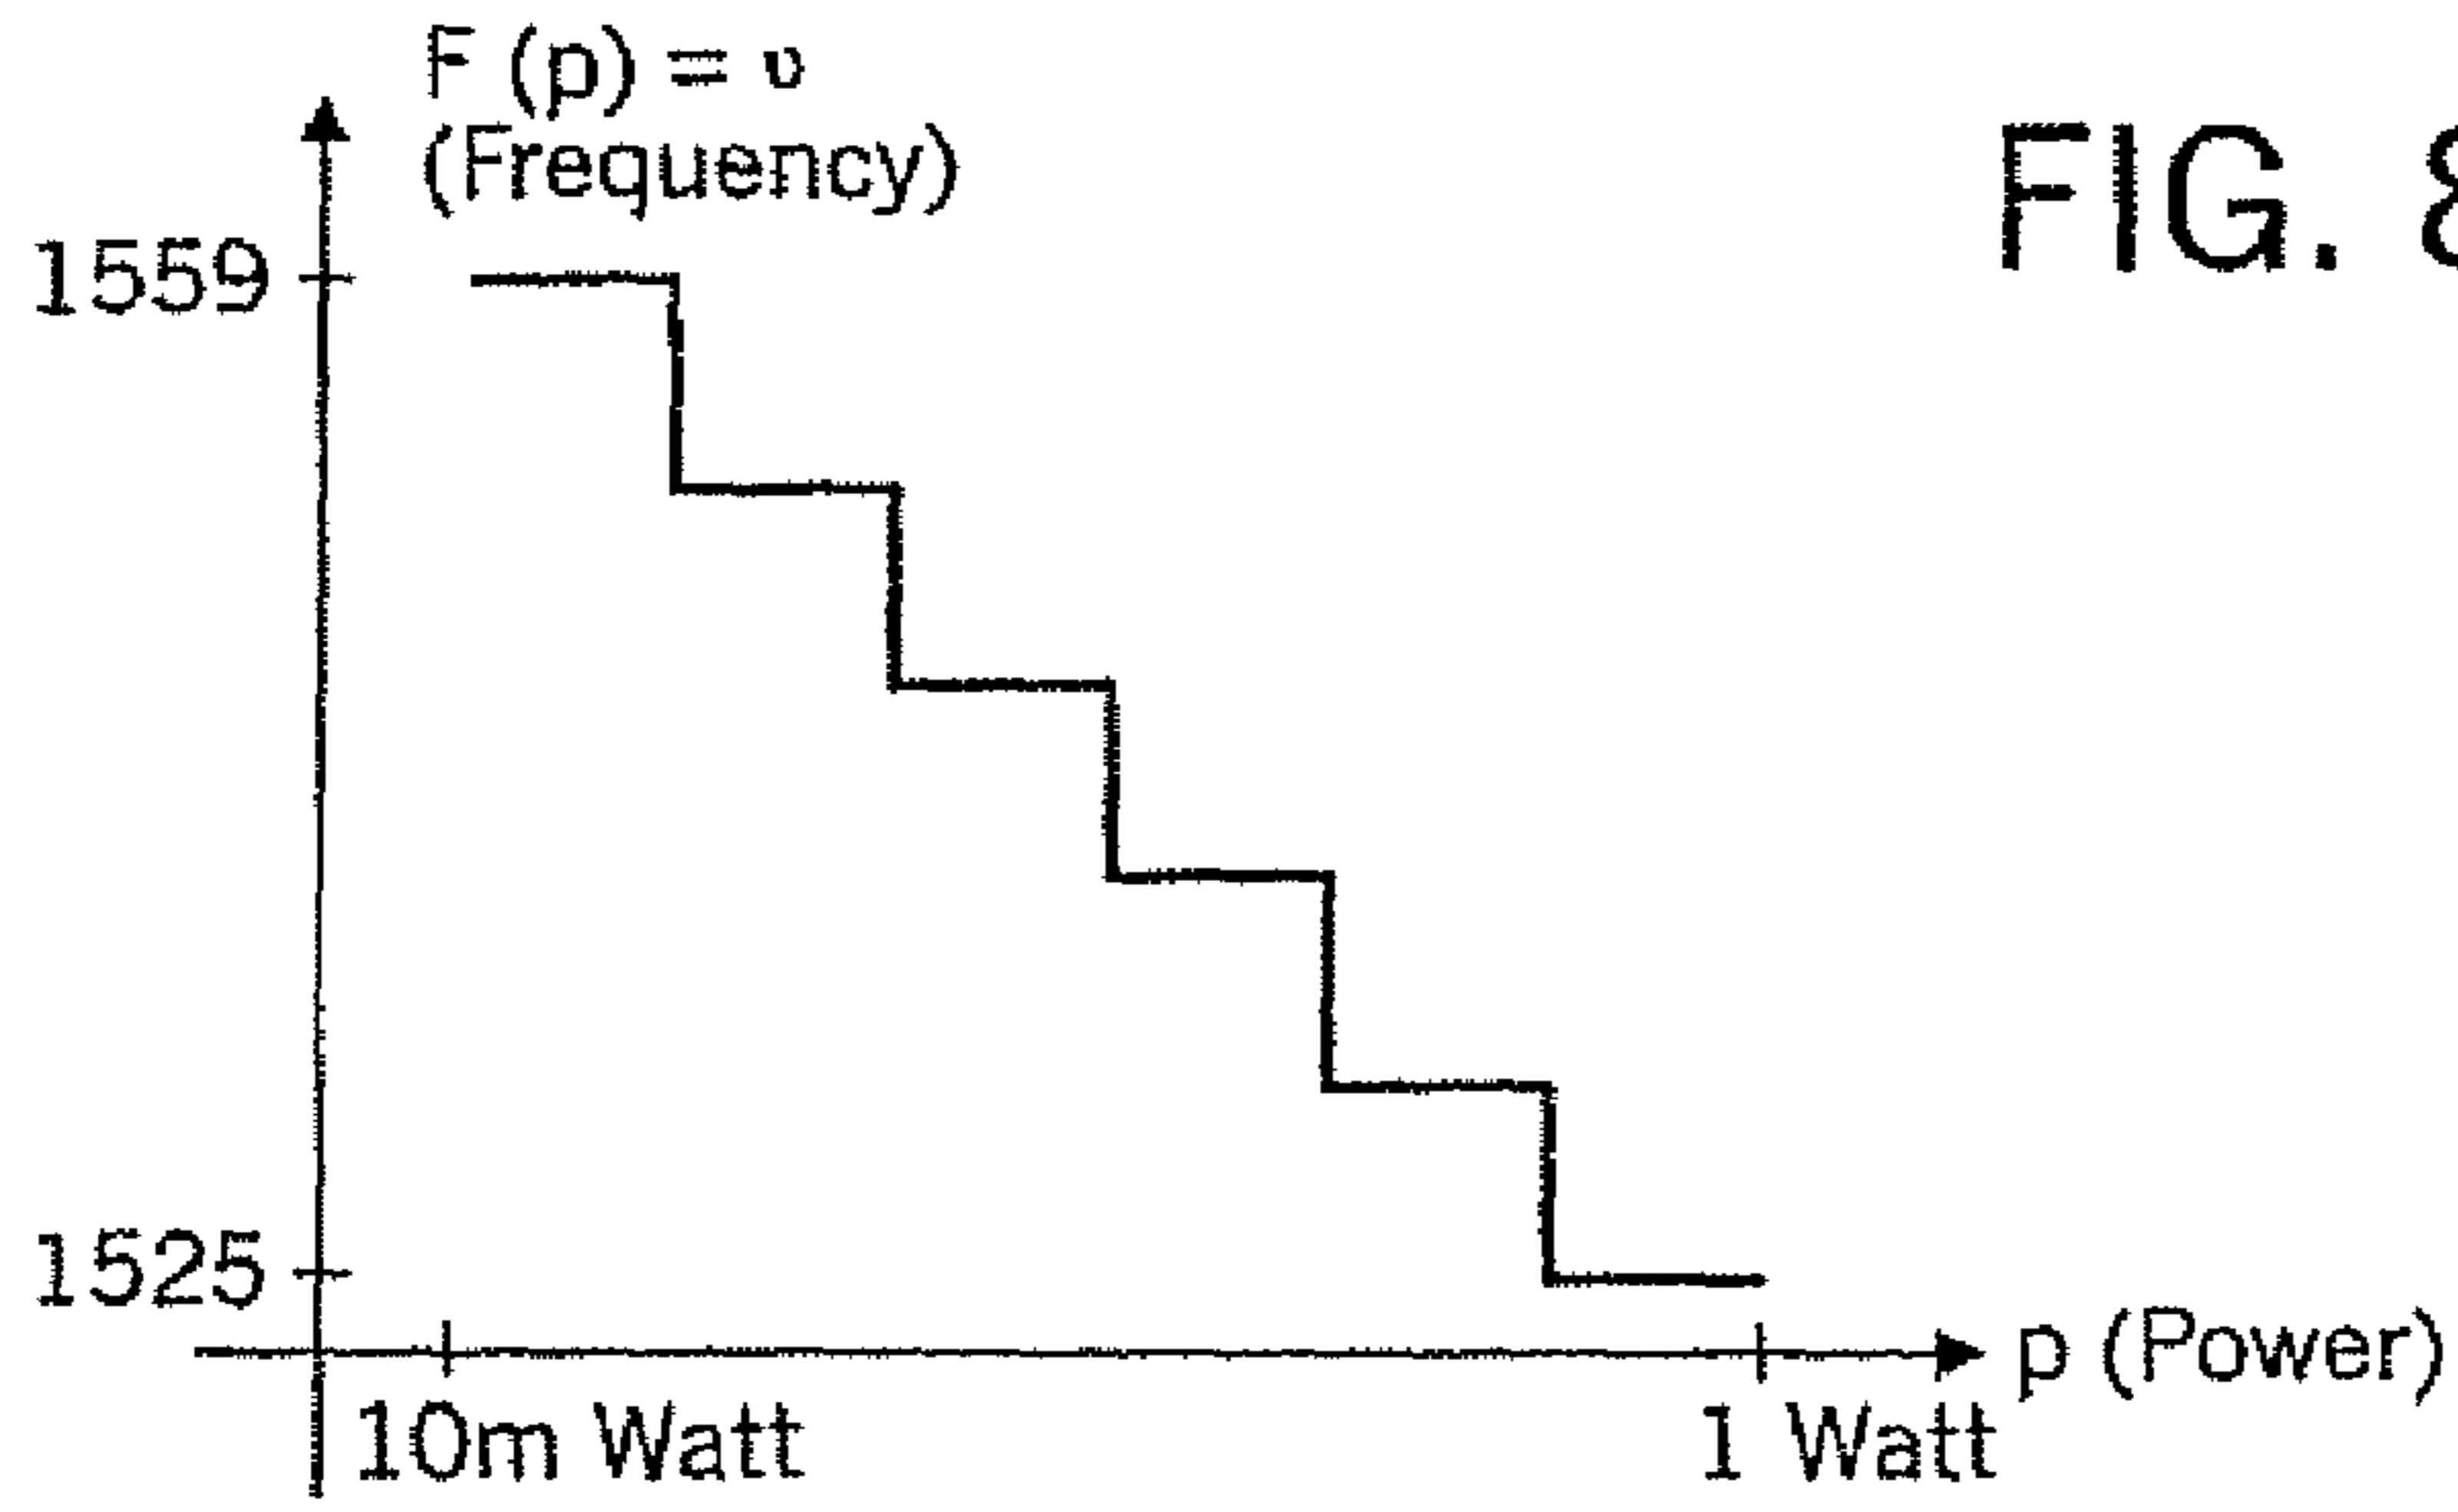 F (p) = υ
(Frequency)
FIG. 8
1559
1525
p (Power)
10m Watt
1 Watt